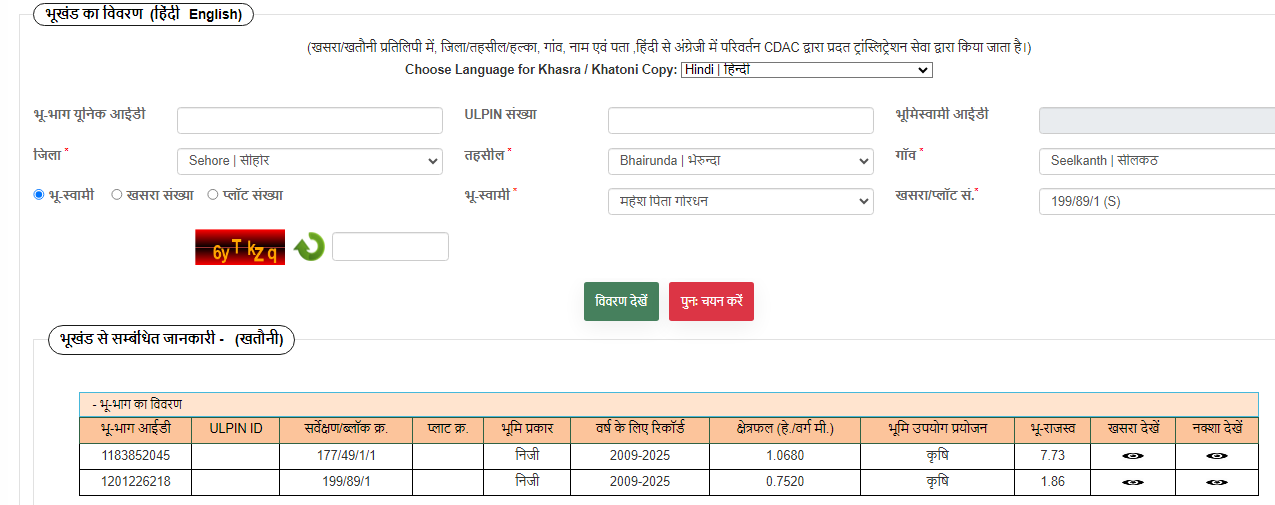 भूखंड का विवरण (हिंदी English)
(खसरा/खतौनी प्रतिलिपी में, जिला/तहसील/हल्का, गांव, नाम एवं पता ,हिंदी से अंग्रेजी में परिवर्तन CDAC द्वारा प्रदत ट्रांस्लिट्रेशन सेवा द्वारा किया जाता है।)
Choose Language for Khasra / Khatoni Copy: Hindi | हिन्दी
भू-भाग यूनिक आईडी ULPIN संख्या भूमिस्वामी आईडी
जिला * Sehore | सीहोर तहसील * Bhairunda | भेरुन्दा गाँव * Seelkanth | सीलकठ
भू-स्वामी खसरा संख्या प्लॉट संख्या भू-स्वामी * महेश पिता गोरधन खसरा/प्लॉट सं.* 199/89/1 (S)
6yTkzq
विवरण देखें पुनः चयन करें
भूखंड से सम्बंधित जानकारी - (खतौनी)
- भू-भाग का विवरण
भू-भाग आईडी ULPIN ID सर्वेक्षण/ब्लॉक क्र. प्लाट क्र. भूमि प्रकार वर्ष के लिए रिकॉर्ड क्षेत्रफल (हे./वर्ग मी.) भूमि उपयोग प्रयोजन भू-राजस्व खसरा देखें नक्शा देखें
1183852045 177/49/1/1 निजी 2009-2025 1.0680 कृषि 7.73
1201226218 199/89/1 निजी 2009-2025 0.7520 कृषि 1.86